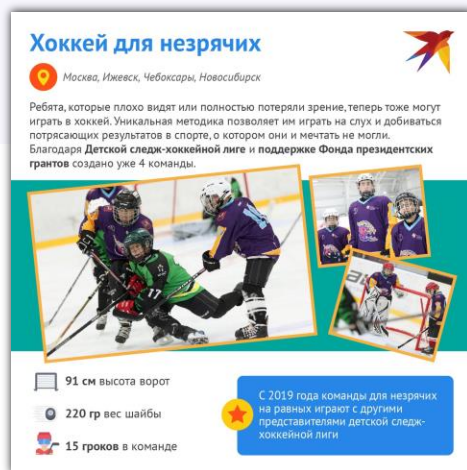 Хоккей для незрячих
Москва, Ижевск, Чебоксары, Новосибирск
Ребята, которые плохо видят или полностью потеряли зрение, теперь тоже могут
играть в хоккей. Уникальная методика позволяет им играть на слух и добиваться
потрясающих результатов в спорте, о котором они и мечтать не могли.
Благодаря Детской следж-хоккейной лиге и поддержке Фонда президентских
грантов создано уже 4 команды.
17
91 см высота ворот
220 гр вес шайбы
15 гроков в команде
С 2019 года команды для незрячих
на равных играют с другими
представителями детской следж-
хоккейной лиги